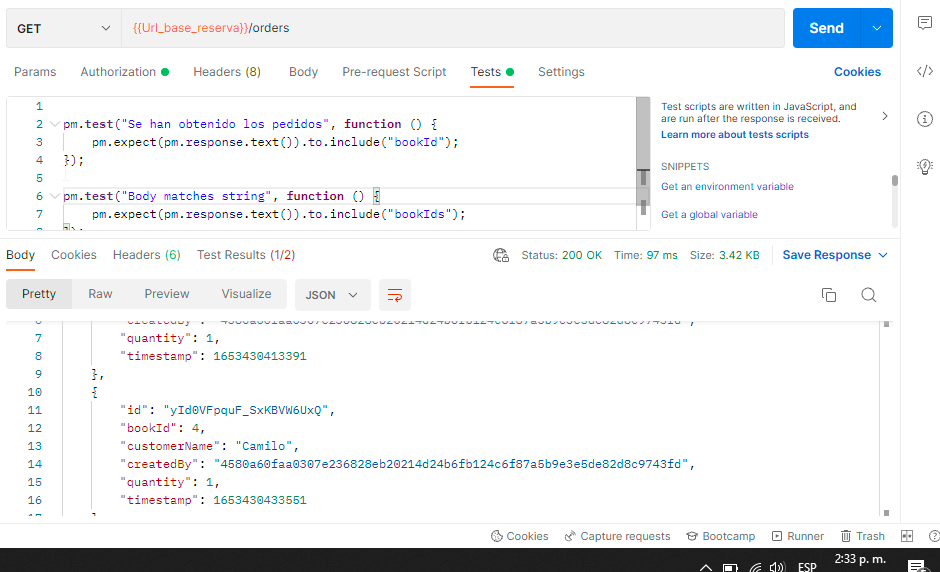 GET {{Url_base_reserva}}/orders Send
Params Authorization Headers (8) Body Pre-request Script Tests Settings Cookies
1
2 pm.test("Se han obtenido los pedidos", function () {
3 pm.expect(pm.response.text()).to.include("bookId");
4 });
5
6 pm.test("Body matches string", function () {
7 pm.expect(pm.response.text()).to.include("bookIds");
Test scripts are written in JavaScript, and
are run after the response is received.
Learn more about tests scripts
SNIPPETS
Get an environment variable
Get a global variable
Body Cookies Headers (6) Test Results (1/2) Status: 200 OK Time: 97 ms Size: 3.42 KB Save Response
Pretty Raw Preview Visualize JSON
7 "quantity": 1,
8 "timestamp": 1653430413391
9 },
10 {
11 "id": "yId0VFpquF_SxKBVW6UxQ",
12 "bookId": 4,
13 "customerName": "Camilo",
14 "createdBy": "4580a60faa0307e236828eb20214d24b6fb124c6f87a5b9e3e5de82d8c9743fd",
15 "quantity": 1,
16 "timestamp": 1653430433551
Cookies Capture requests Bootcamp Runner Trash
ESP 2:33 p. m.